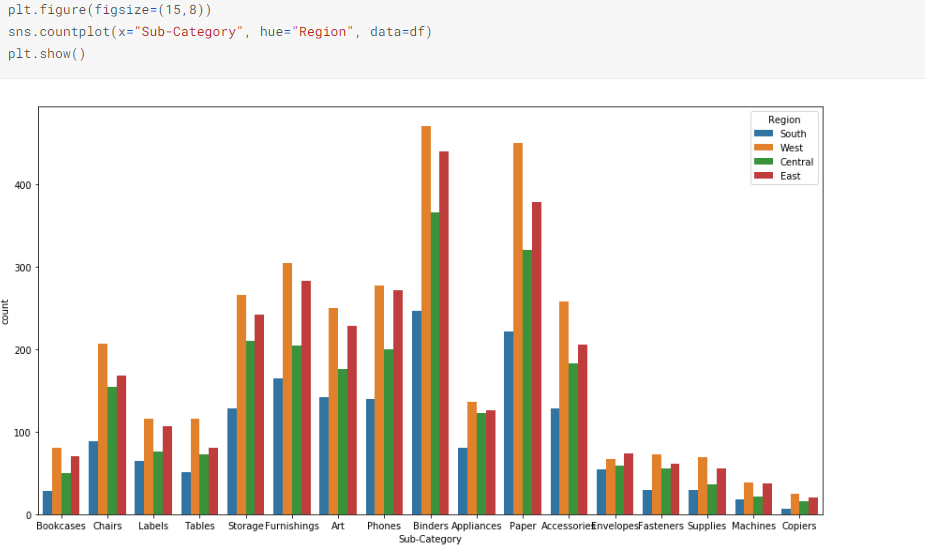 plt.figure(figsize=(15,8))
sns.countplot(x="Sub-Category", hue="Region", data=df)
plt.show()
Region
South
West
Central
East
400
300
200
100
0
count
Bookcases Chairs Labels Tables Storage Furnishings Art Phones Binders Appliances Paper Accessories Envelopes Fasteners Supplies Machines Copiers
Sub-Category